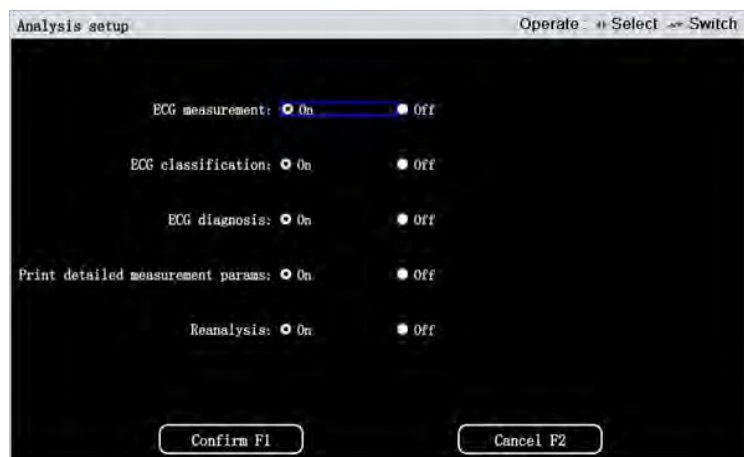 Analysis setup Operate: Select Switch
ECG measurement: On Off
ECG classification: On Off
ECG diagnosis: On Off
Print detailed measurement params: On Off
Reanalysis: On Off
Confirm F1 Cancel F2